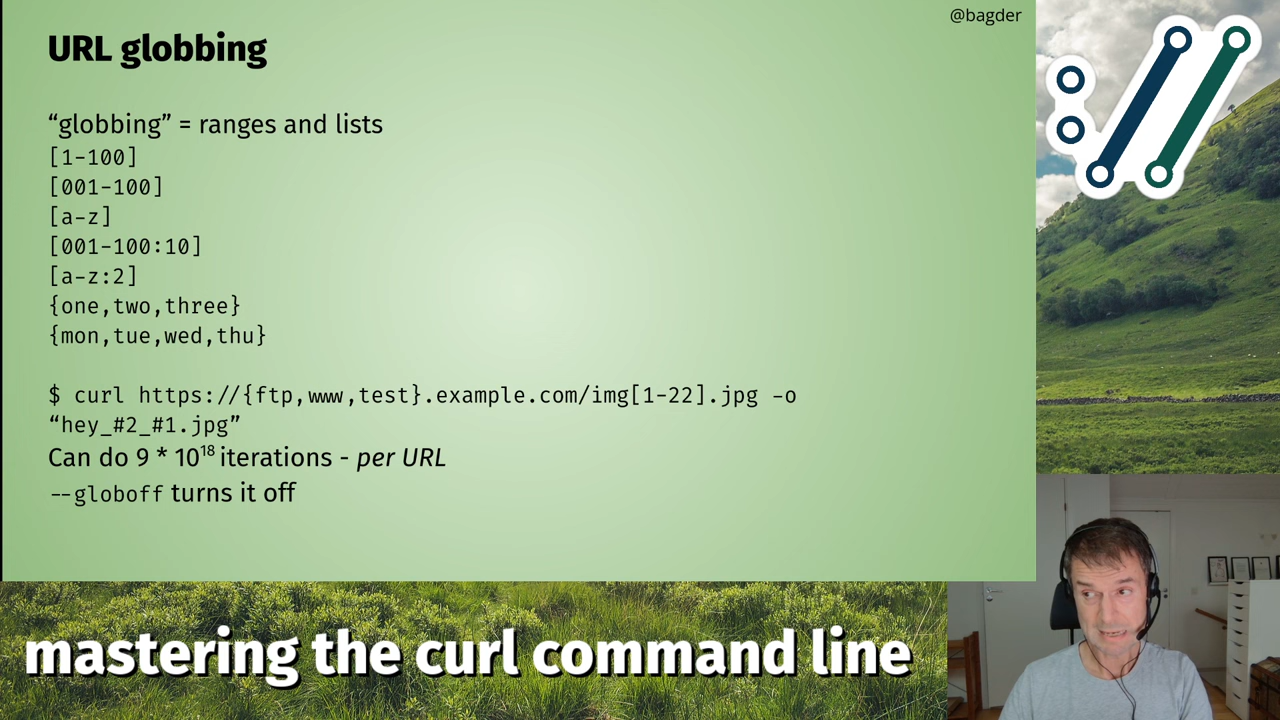 @bagder
URL globbing
“globbing” = ranges and lists
[1-100]
[001-100]
[a-z]
[001-100:10]
[a-z:2]
{one,two,three}
{mon,tue,wed,thu}
$ curl https://{ftp,www,test}.example.com/img[1-22].jpg -o
“hey_#2_#1.jpg”
Can do 9 * 10¹⁸ iterations - per URL
--globoff turns it off
mastering the curl command line